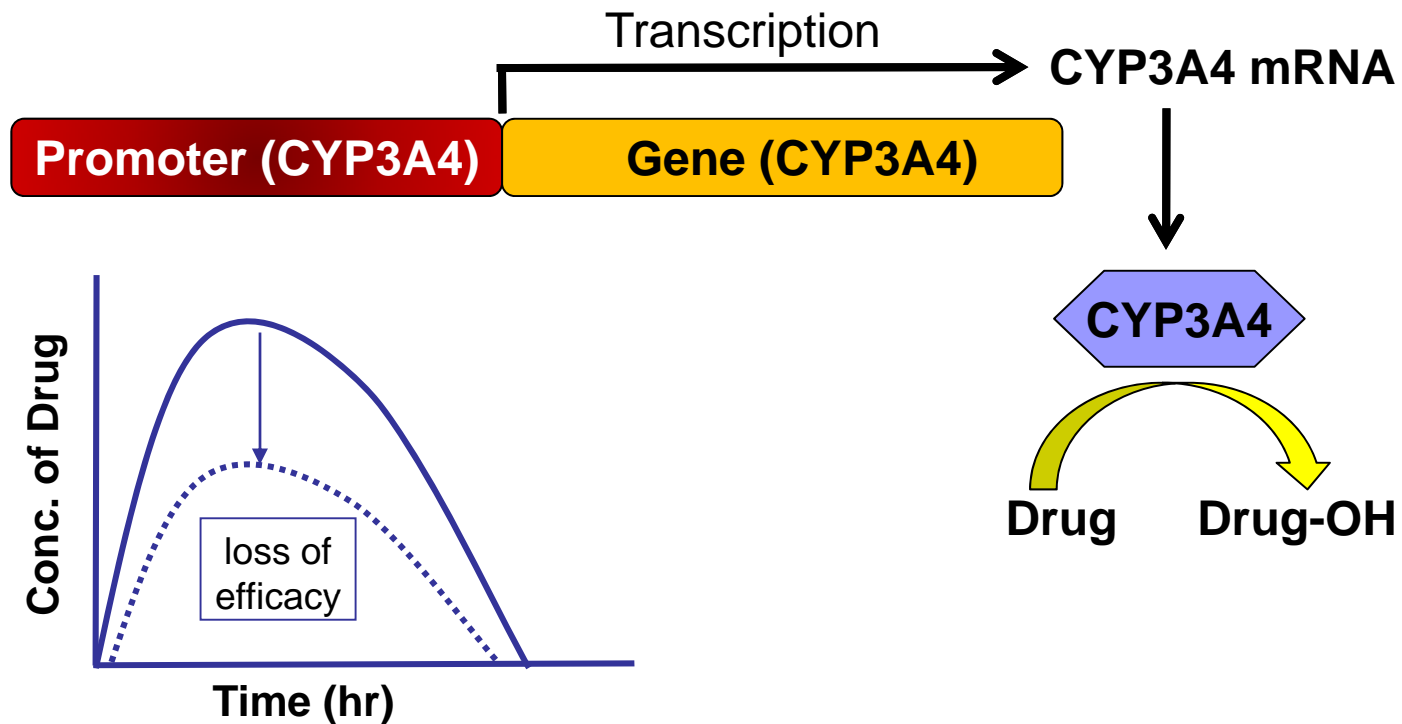 Transcription
CYP3A4 mRNA
Promoter (CYP3A4)
Gene (CYP3A4)
CYP3A4
Drug
Drug-OH
Conc. of Drug
loss of
efficacy
Time (hr)